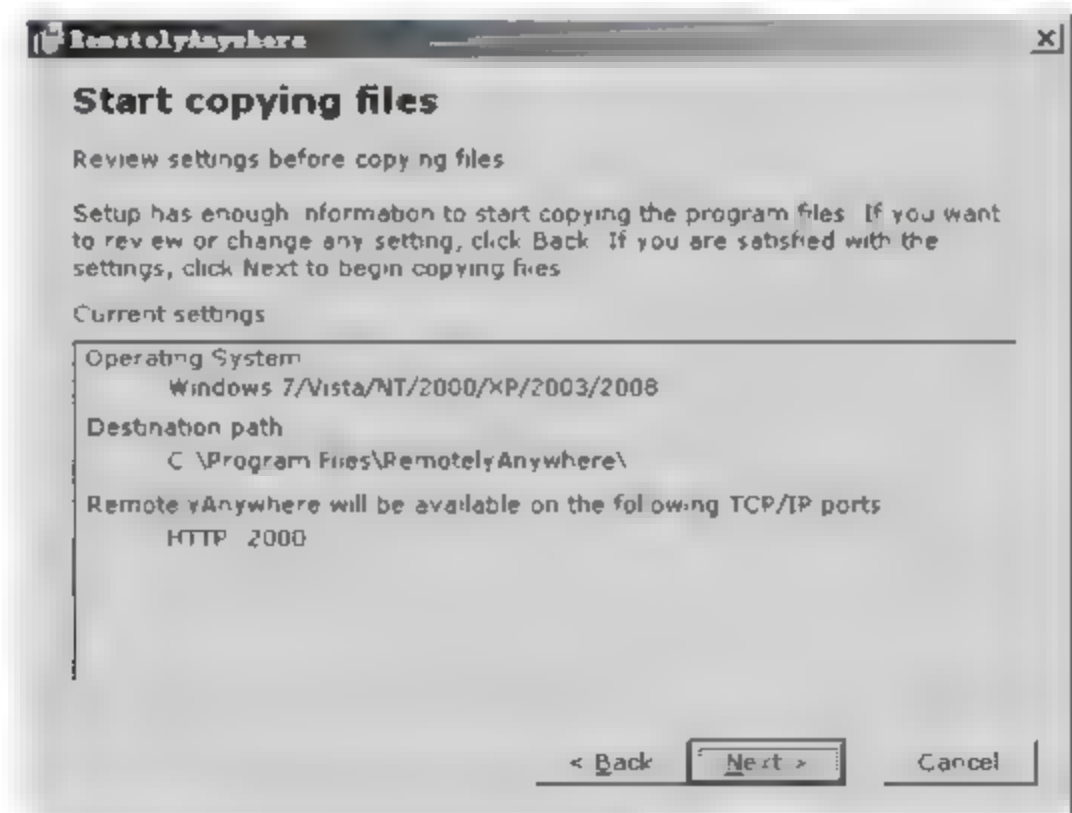 RemotelyAnywhere
Start copying files
Review settings before copying files
Setup has enough information to start copying the program files If you want
to review or change any setting, click Back If you are satisfied with the
settings, click Next to begin copying files
Current settings
Operating System
Windows 7/Vista/NT/2000/XP/2003/2008
Destination path
C \Program Files\RemotelyAnywhere\
RemotelyAnywhere will be available on the following TCP/IP ports
HTTP 2000
< Back Next > Cancel